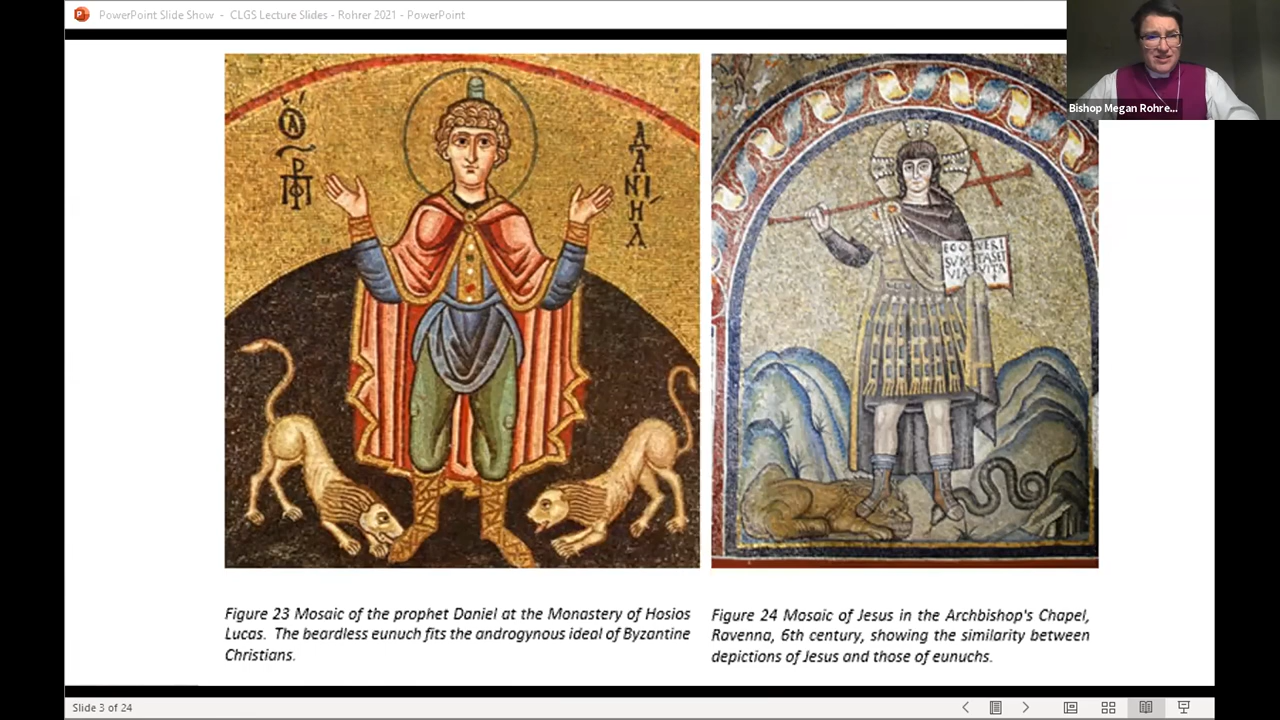 PowerPoint Slide Show - CLGS Lecture Slides - Rohrer 2021 - PowerPoint
Bishop Megan Rohre...
ΔΑΝΙΗΛ
EGO SUM VIA
VERI TAS ET VITA
Figure 23 Mosaic of the prophet Daniel at the Monastery of Hosios
Lucas. The beardless eunuch fits the androgynous ideal of Byzantine
Christians.
Figure 24 Mosaic of Jesus in the Archbishop's Chapel,
Ravenna, 6th century, showing the similarity between
depictions of Jesus and those of eunuchs.
Slide 3 of 24